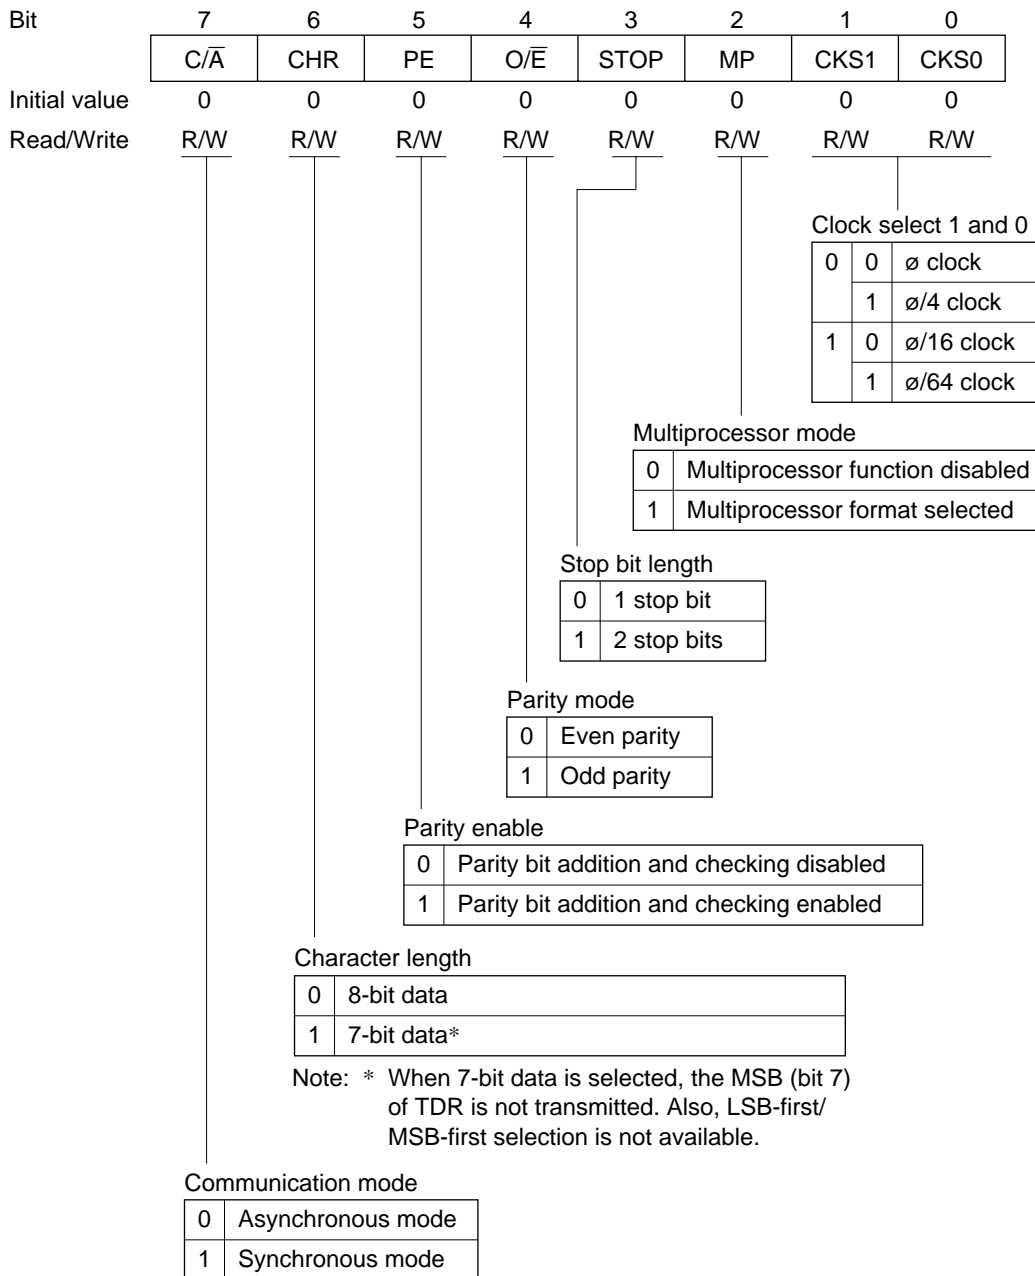 Bit 7 6 5 4 3 2 1 0
C/A̅ CHR PE O/E̅ STOP MP CKS1 CKS0
Initial value 0 0 0 0 0 0 0 0
Read/Write R/W R/W R/W R/W R/W R/W R/W R/W
Clock select 1 and 0
0 0 ø clock
1 ø/4 clock
1 0 ø/16 clock
1 ø/64 clock
Multiprocessor mode
0 Multiprocessor function disabled
1 Multiprocessor format selected
Stop bit length
0 1 stop bit
1 2 stop bits
Parity mode
0 Even parity
1 Odd parity
Parity enable
0 Parity bit addition and checking disabled
1 Parity bit addition and checking enabled
Character length
0 8-bit data
1 7-bit data*
Note: * When 7-bit data is selected, the MSB (bit 7)
of TDR is not transmitted. Also, LSB-first/
MSB-first selection is not available.
Communication mode
0 Asynchronous mode
1 Synchronous mode